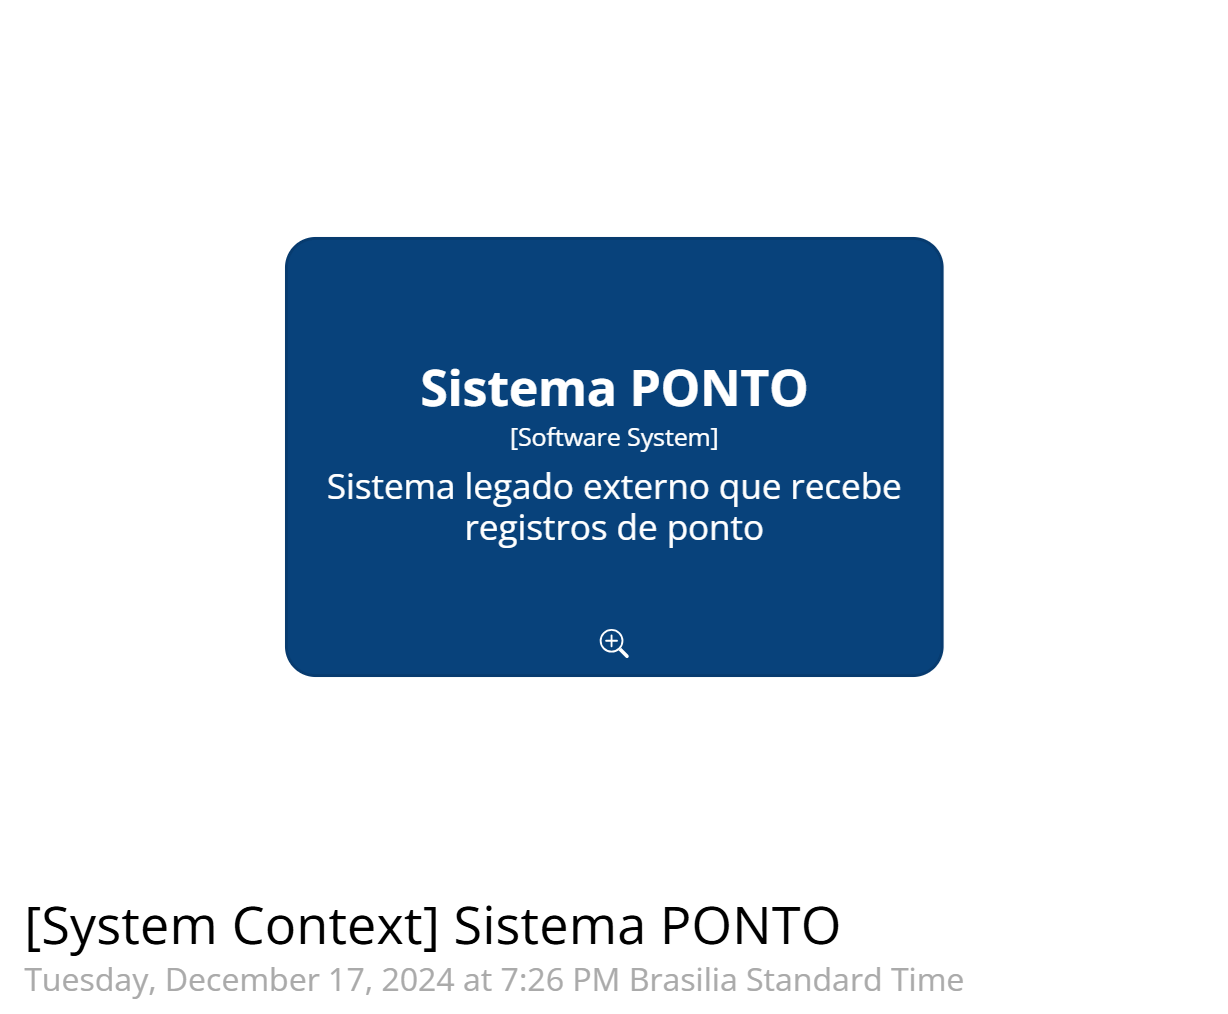 Sistema PONTO
[Software System]
Sistema legado externo que recebe
registros de ponto
[System Context] Sistema PONTO
Tuesday, December 17, 2024 at 7:26 PM Brasilia Standard Time